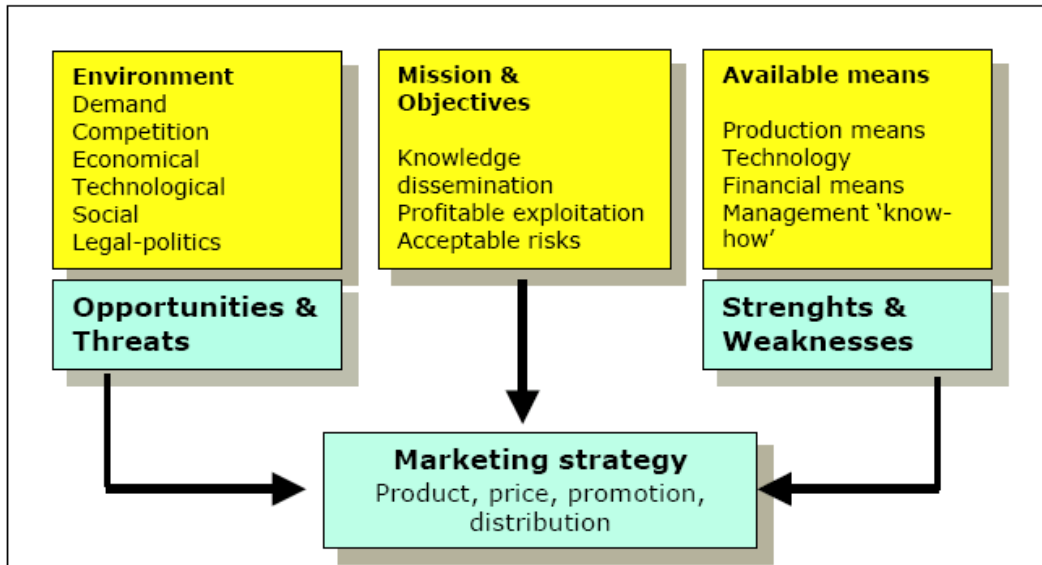 Environment
Demand
Competition
Economical
Technological
Social
Legal-politics
Opportunities &
Threats
Mission &
Objectives
Knowledge
dissemination
Profitable exploitation
Acceptable risks
Available means
Production means
Technology
Financial means
Management ‘know-
how’
Strenghts &
Weaknesses
Marketing strategy
Product, price, promotion,
distribution